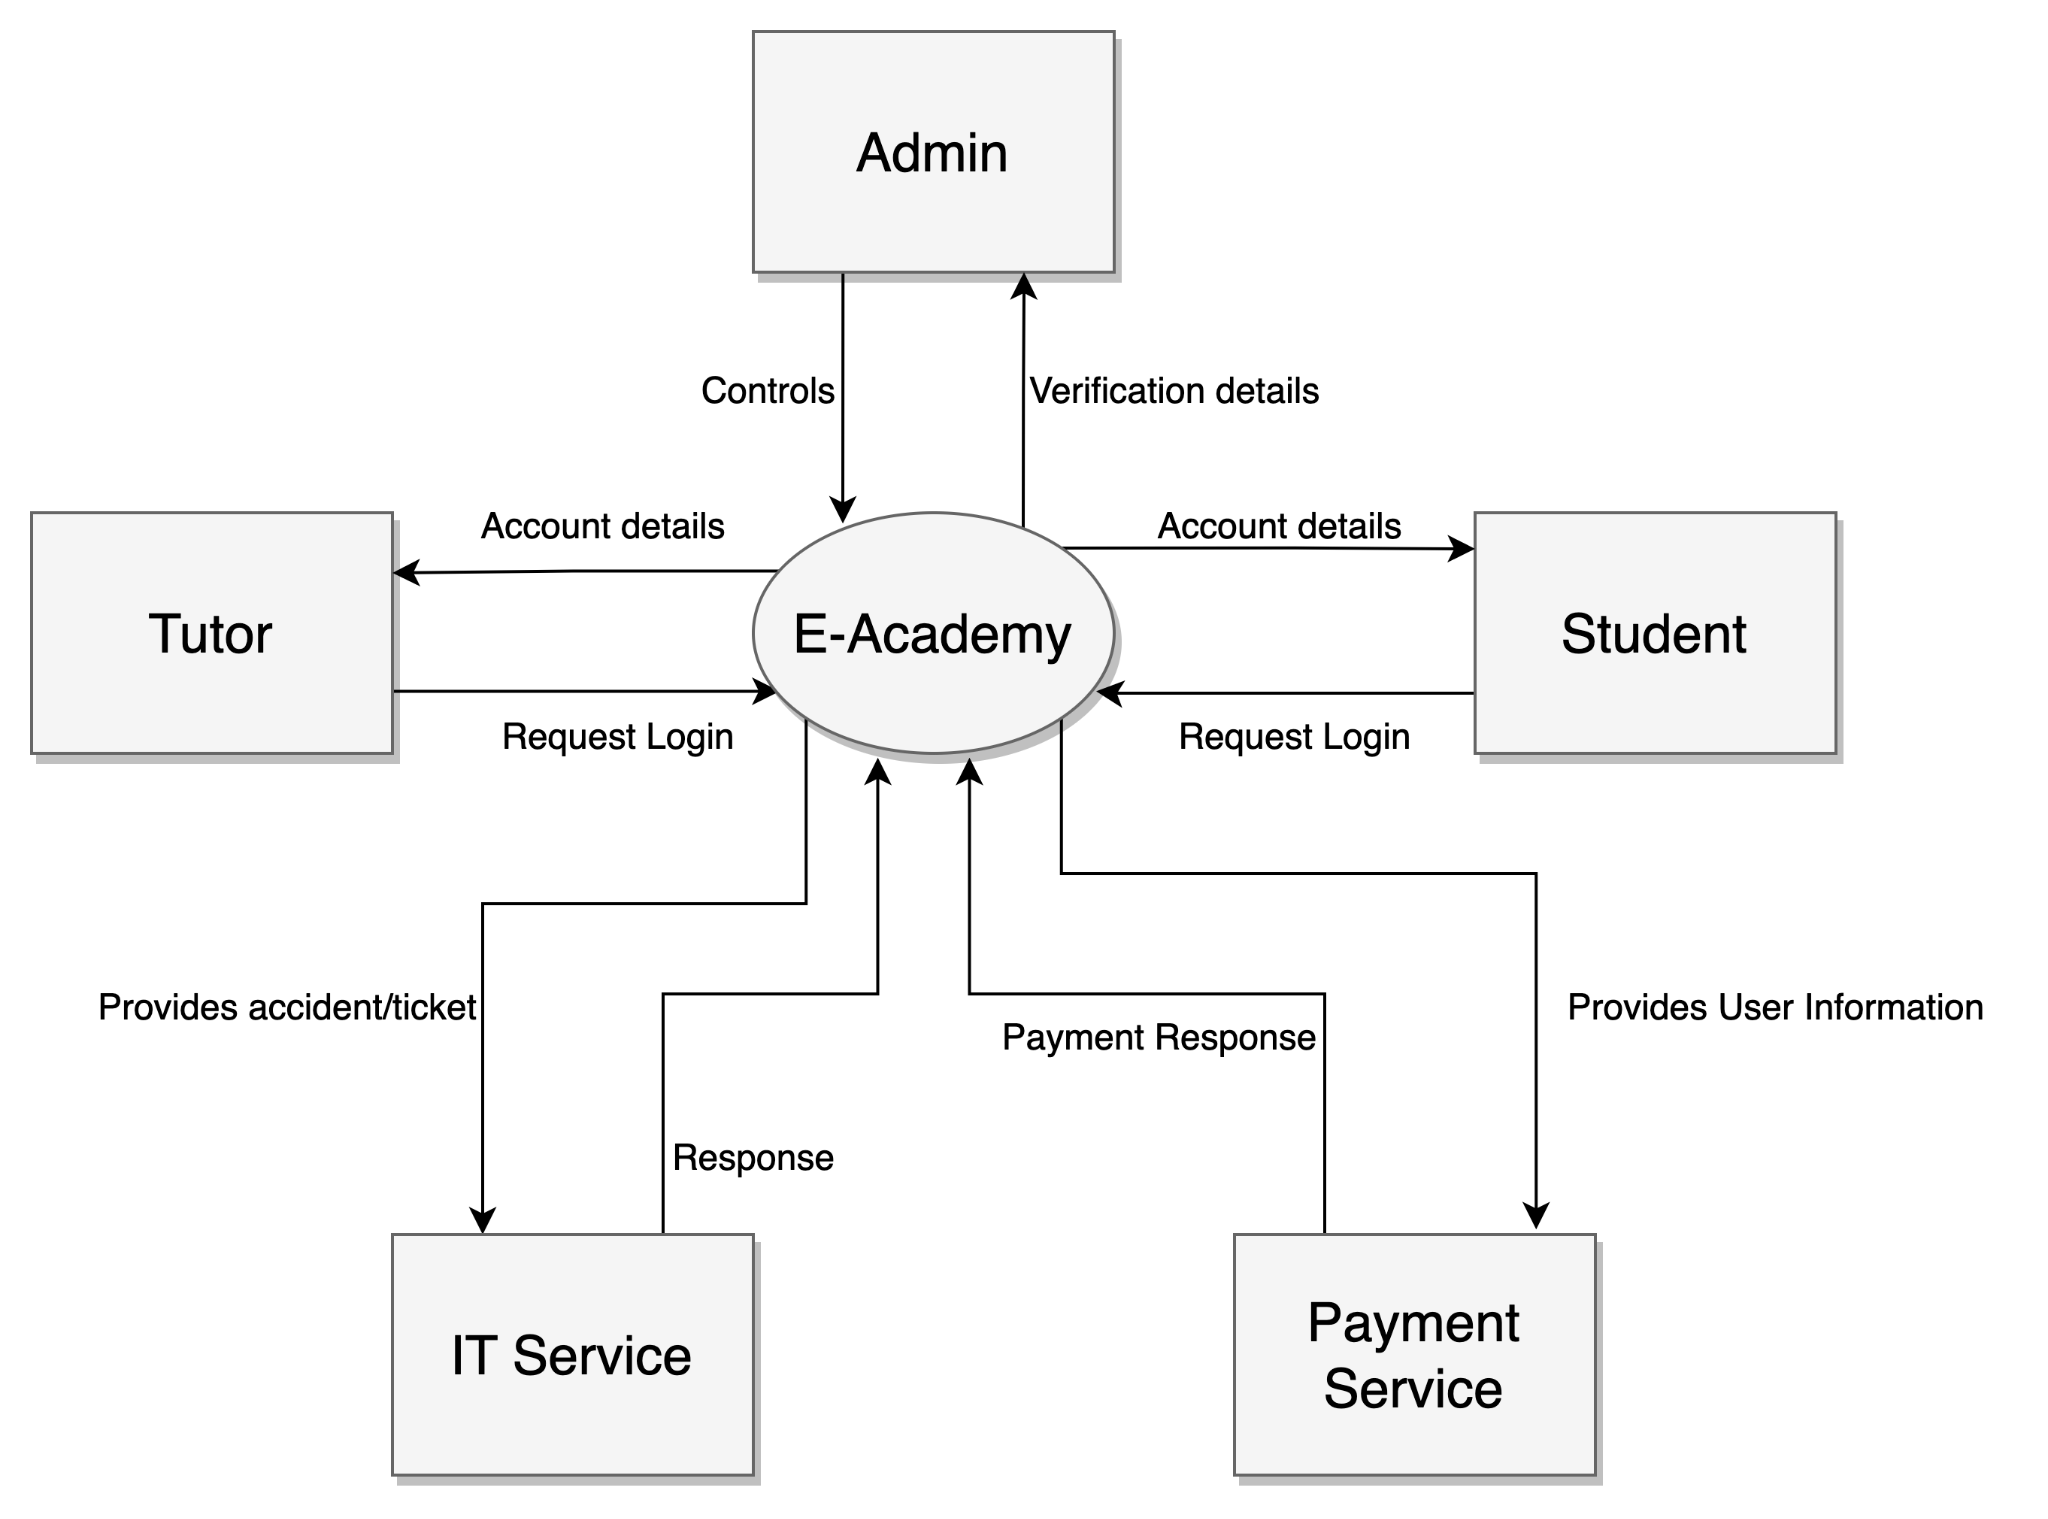 Admin
Controls
Verification details
Account details
Account details
Tutor
E-Academy
Student
Request Login
Request Login
Provides accident/ticket
Provides User Information
Payment Response
Response
IT Service
Payment
Service